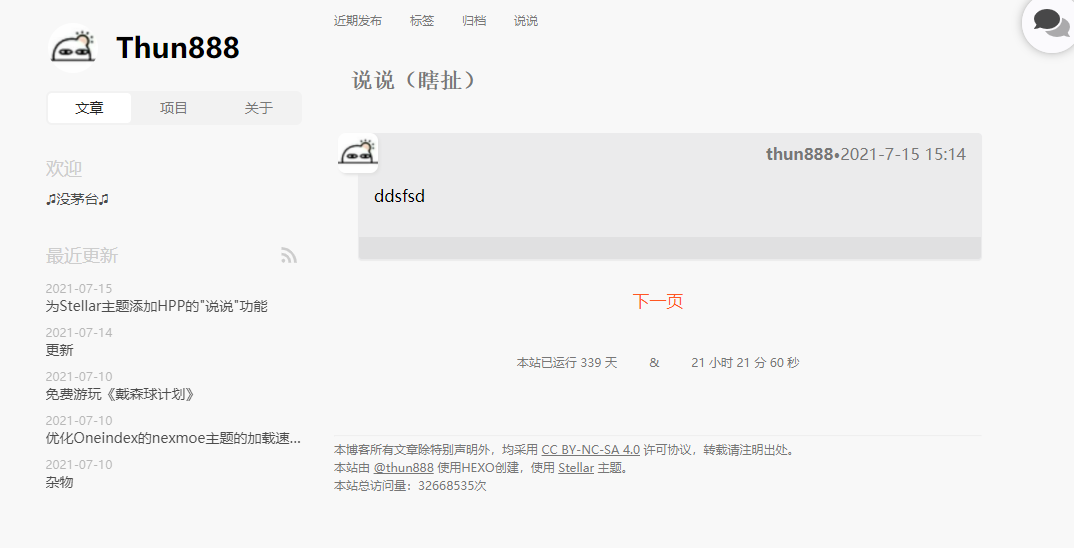 Thun888
文章 项目 关于
欢迎
♫没茅台♫
最近更新
2021-07-15
为Stellar主题添加HPP的"说说"功能
2021-07-14
更新
2021-07-10
免费游玩《戴森球计划》
2021-07-10
优化Oneindex的nexmoe主题的加载速...
2021-07-10
杂物
近期发布 标签 归档 说说
说说（瞎扯）
thun888•2021-7-15 15:14
ddsfsd
下一页
本站已运行 339 天 & 21 小时 21 分 60 秒
本博客所有文章除特别声明外，均采用 CC BY-NC-SA 4.0 许可协议，转载请注明出处。
本站由 @thun888 使用HEXO创建，使用 Stellar 主题。
本站总访问量：32668535次